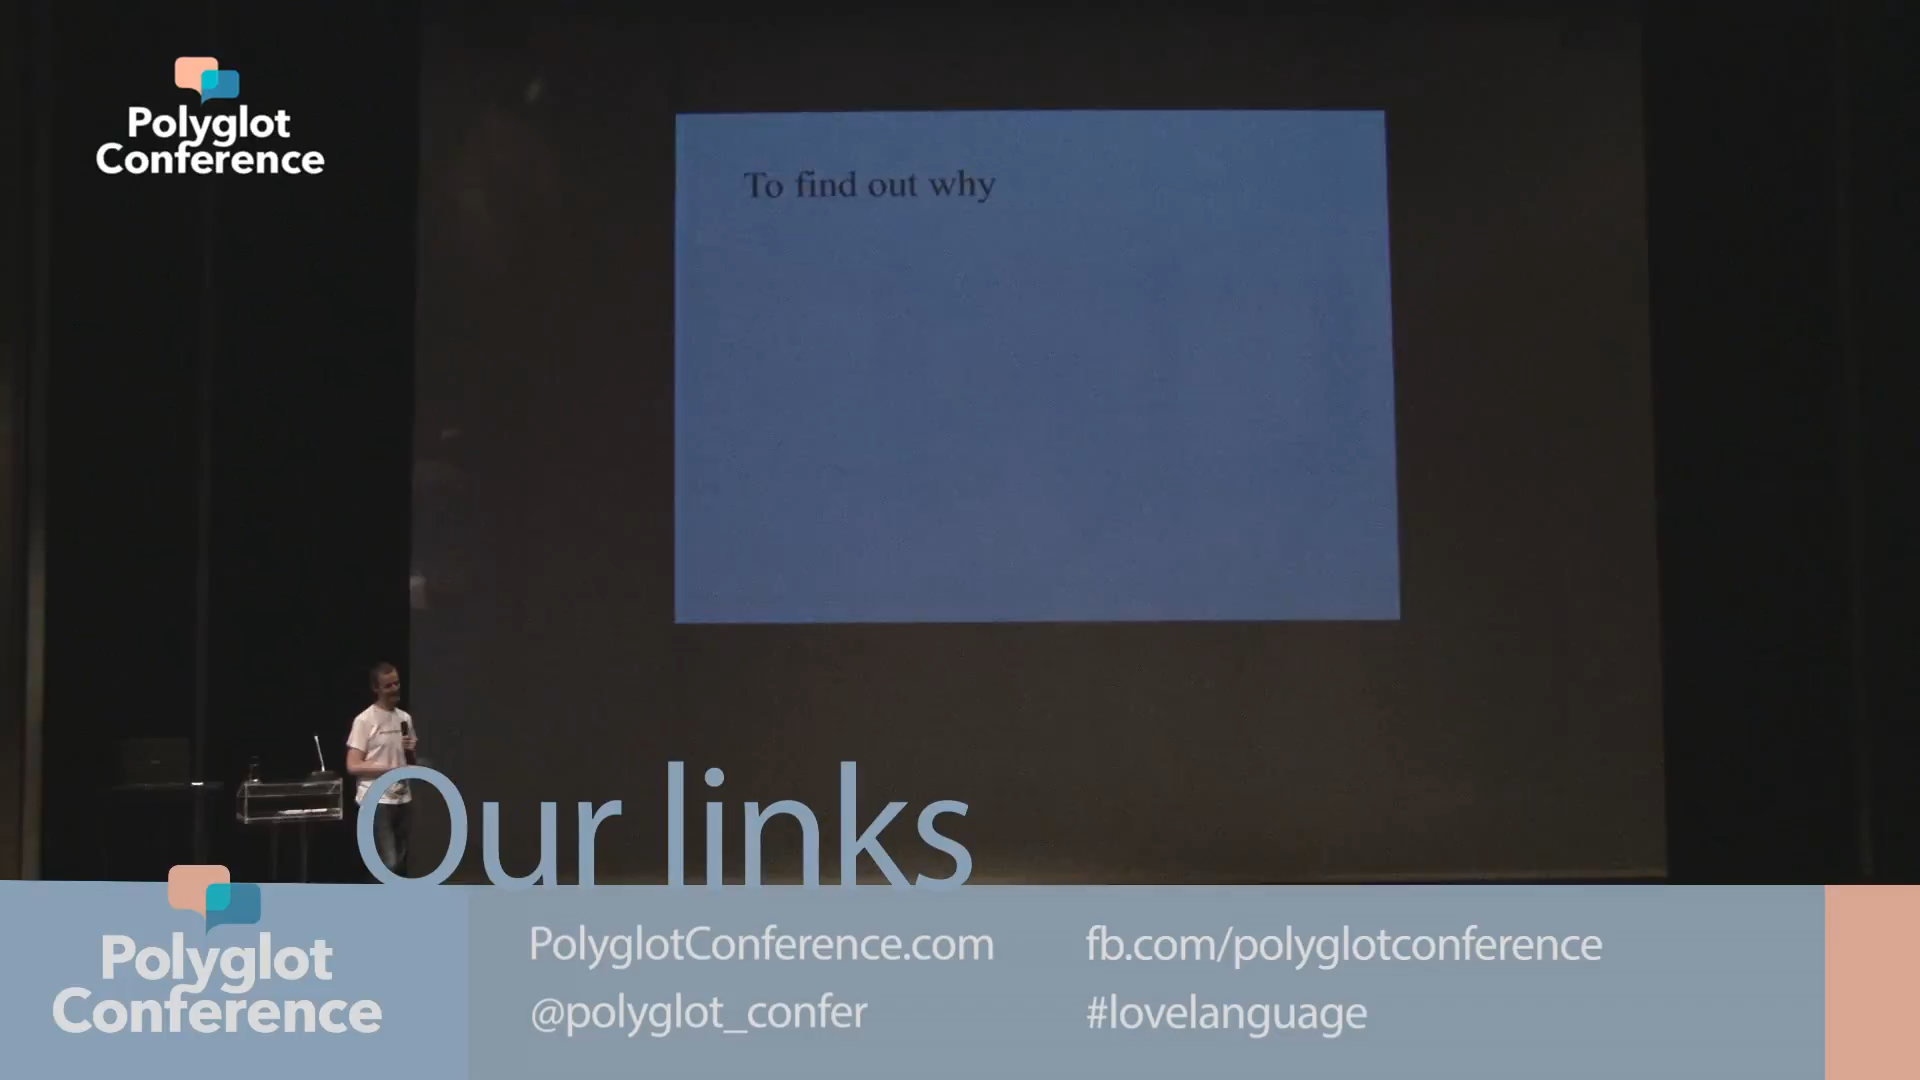 Polyglot
Conference
To find out why
Our links
Polyglot
Conference
PolyglotConference.com
fb.com/polyglotconference
@polyglot_confer
#lovelanguage